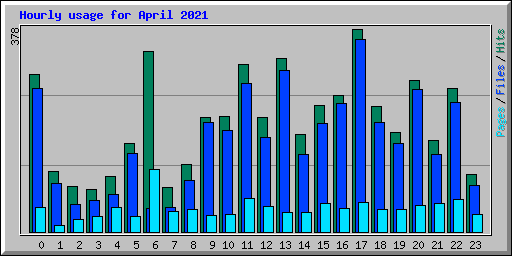 Hourly usage for April 2021
378
Pages/Files/Hits
0 1 2 3 4 5 6 7 8 9 10 11 12 13 14 15 16 17 18 19 20 21 22 23